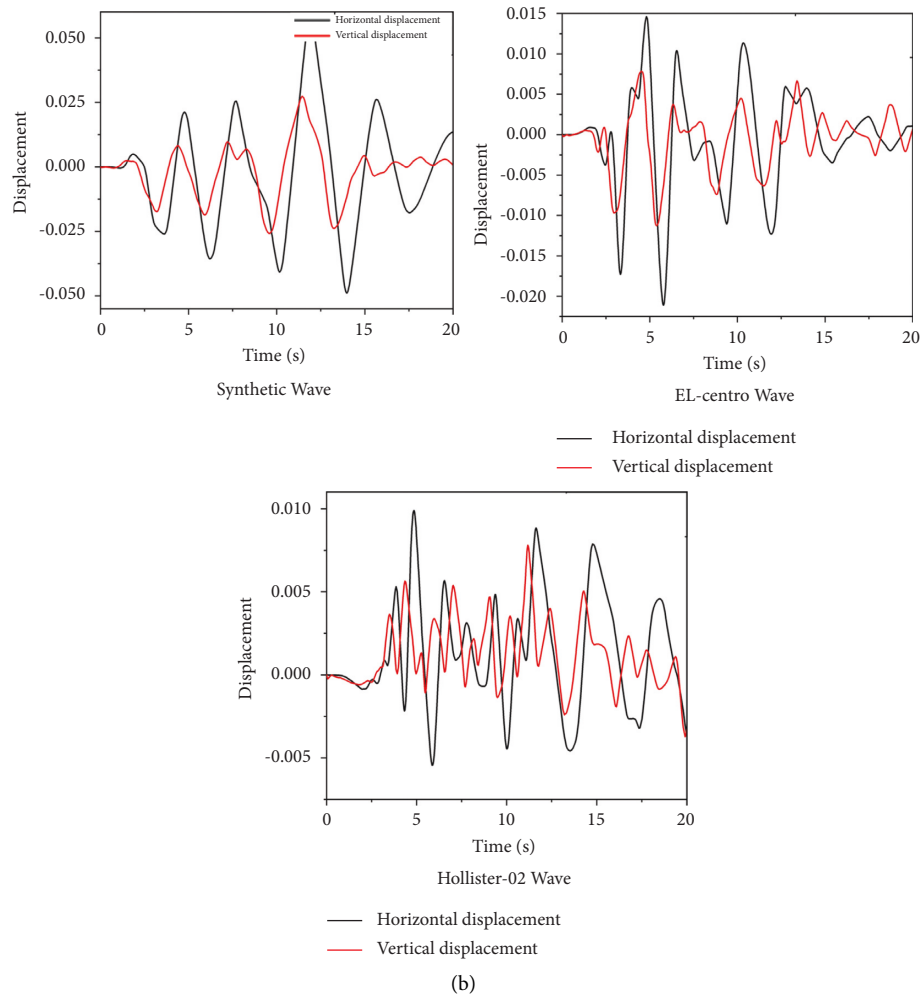 Horizontal displacement
Vertical displacement
0.050
0.025
0.000
-0.025
-0.050
Displacement
0 5 10 15 20
Time (s)
Synthetic Wave
0.015
0.010
0.005
0.000
-0.005
-0.010
-0.015
-0.020
Displacement
0 5 10 15 20
Time (s)
EL-centro Wave
Horizontal displacement
Vertical displacement
0.010
0.005
0.000
-0.005
Displacement
0 5 10 15 20
Time (s)
Hollister-02 Wave
Horizontal displacement
Vertical displacement
(b)